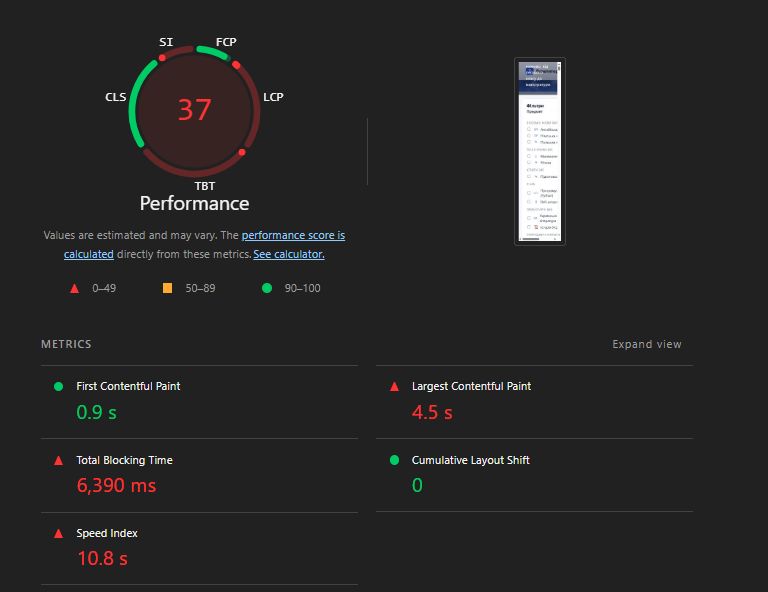 SI
FCP
CLS
37
LCP
TBT
Performance
Values are estimated and may vary. The performance score is
calculated directly from these metrics. See calculator.
0–49
50–89
90–100
METRICS
Expand view
First Contentful Paint
0.9 s
Largest Contentful Paint
4.5 s
Total Blocking Time
6,390 ms
Cumulative Layout Shift
0
Speed Index
10.8 s